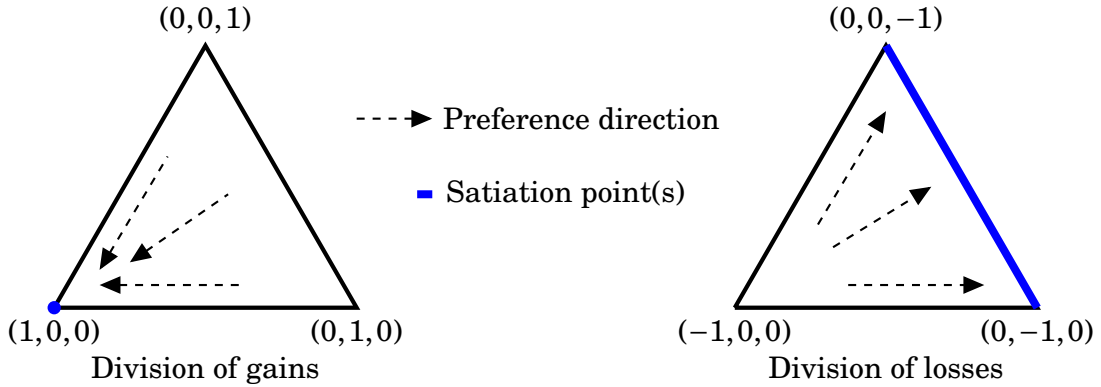 (0,0,1)
(0,0,−1)
Preference direction
Satiation point(s)
(1,0,0)
(0,1,0)
(−1,0,0)
(0,−1,0)
Division of gains
Division of losses